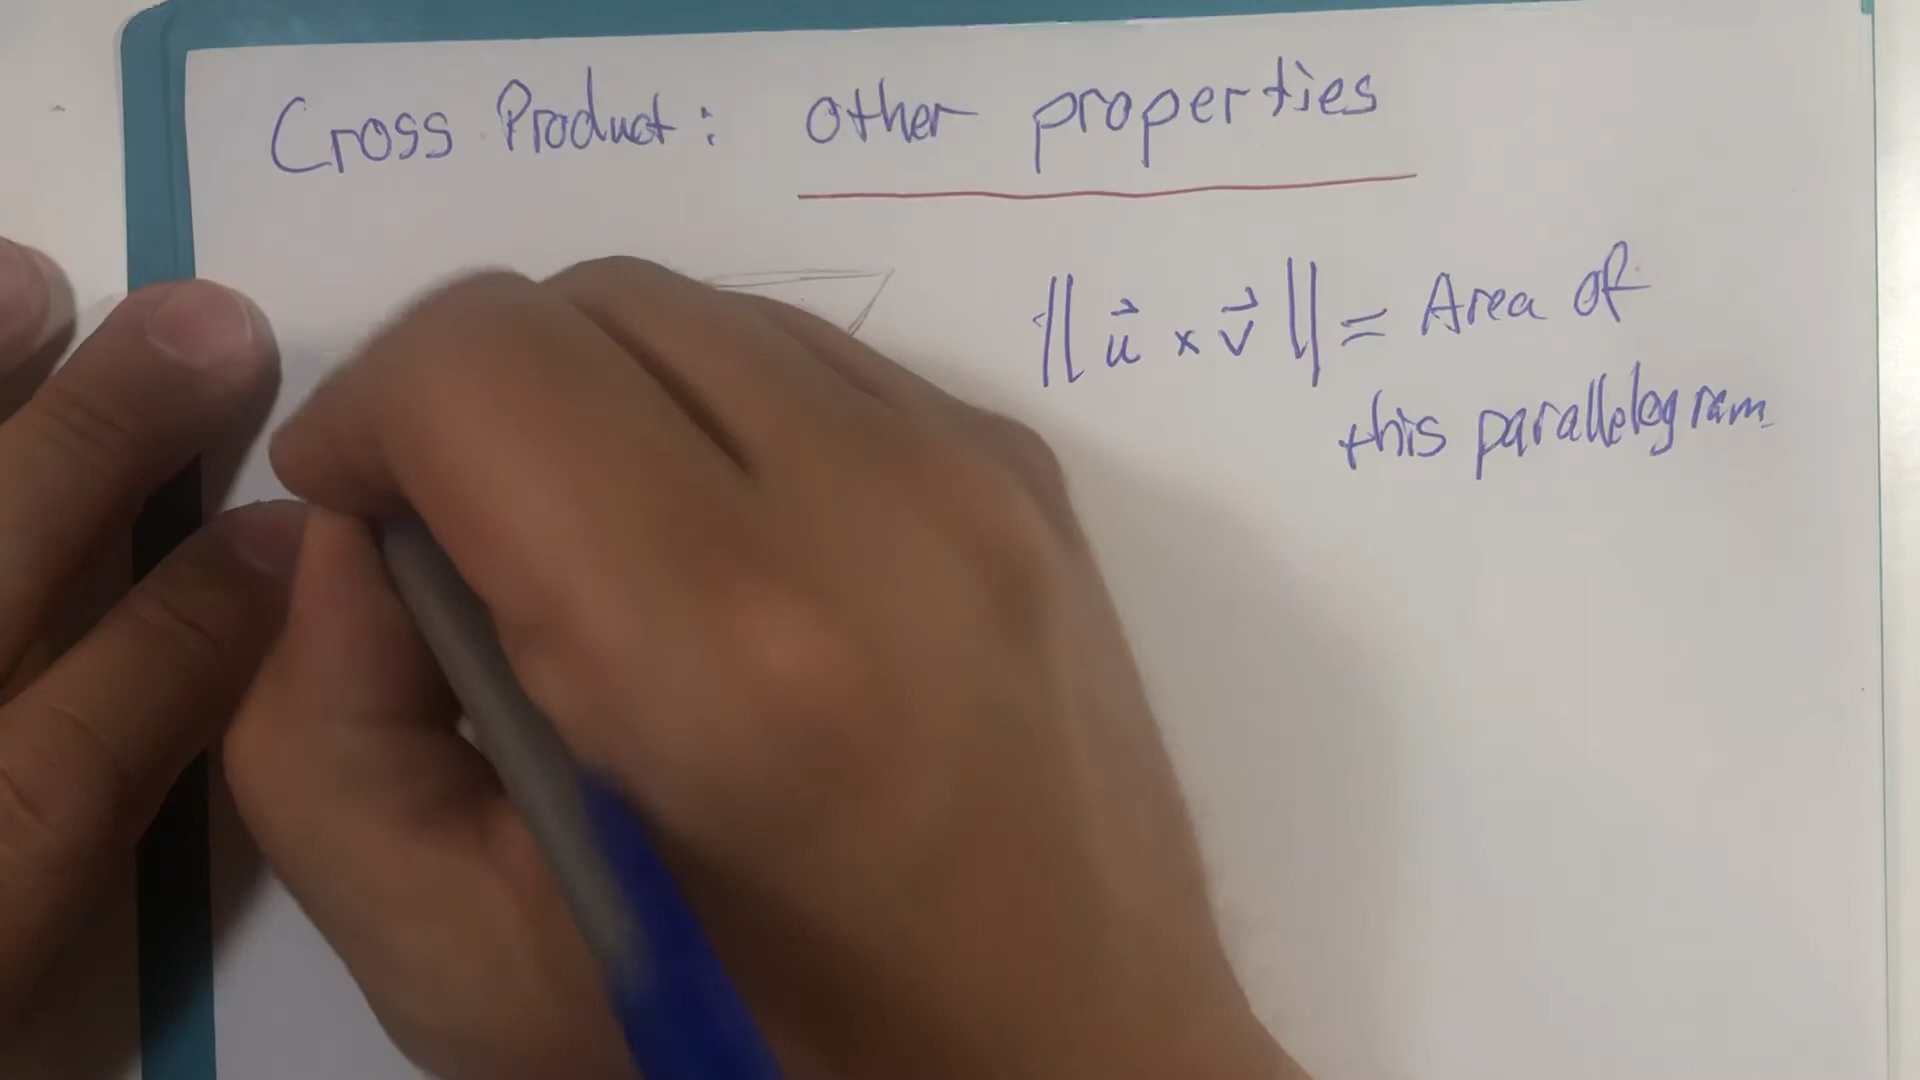 Cross Product: other properties
‖ u⃗ × v⃗ ‖ = Area of
this parallelogram